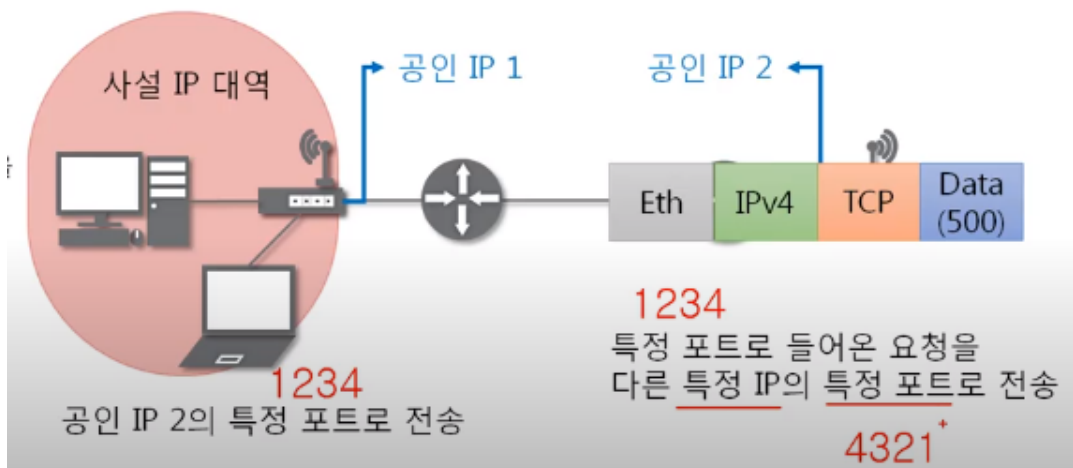 사설 IP 대역
공인 IP 1
공인 IP 2
Eth
IPv4
TCP
Data
(500)
1234
공인 IP 2의 특정 포트로 전송
1234
특정 포트로 들어온 요청을
다른 특정 IP의 특정 포트로 전송
4321